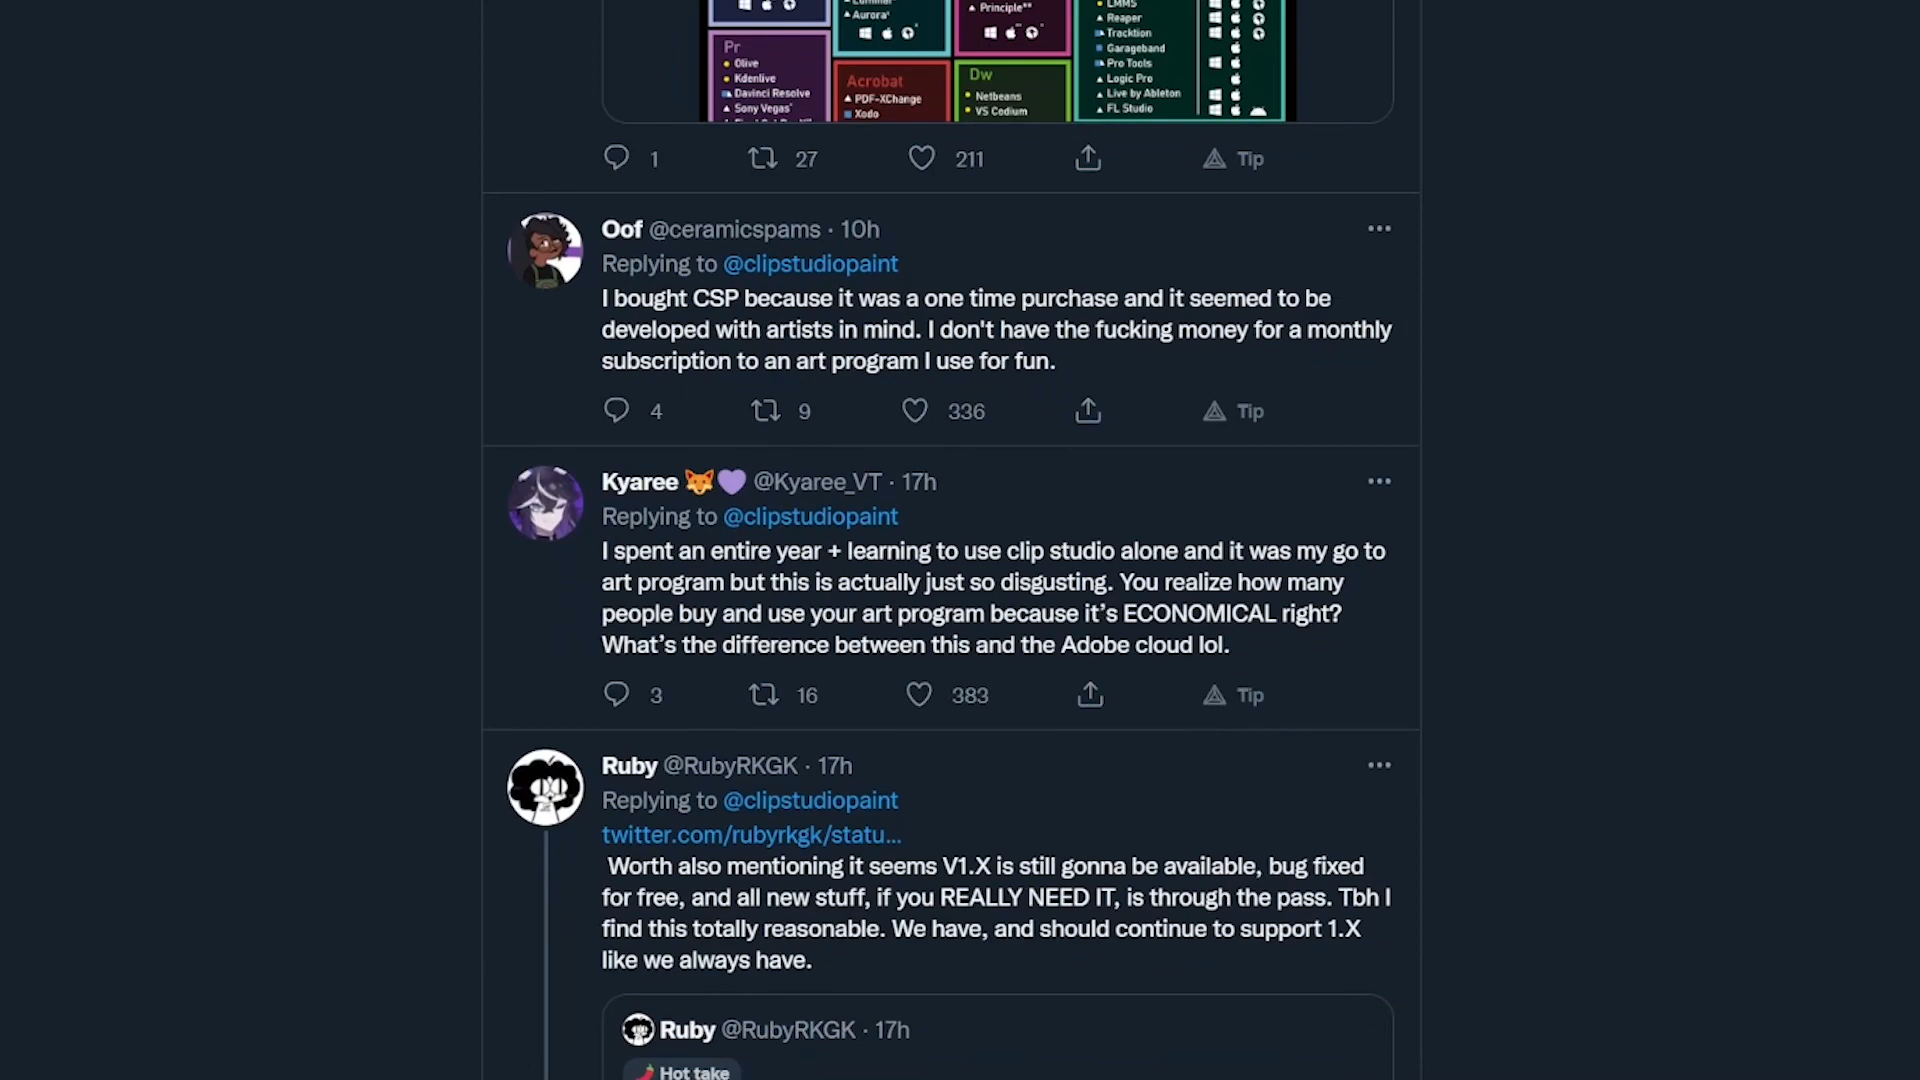 Aurora*
Principle**
LMMS
Reaper
Tracktion
Garageband
Pro Tools
Logic Pro
Live by Ableton
FL Studio
Pr
Olive
Kdenlive
Davinci Resolve
Sony Vegas*
Acrobat
PDF-XChange
Xodo
Dw
Netbeans
VS Codium
1 27 211 Tip
Oof @ceramicspams · 10h
Replying to @clipstudiopaint
I bought CSP because it was a one time purchase and it seemed to be
developed with artists in mind. I don't have the fucking money for a monthly
subscription to an art program I use for fun.
4 9 336 Tip
Kyaree 🦊💜 @Kyaree_VT · 17h
Replying to @clipstudiopaint
I spent an entire year + learning to use clip studio alone and it was my go to
art program but this is actually just so disgusting. You realize how many
people buy and use your art program because it’s ECONOMICAL right?
What’s the difference between this and the Adobe cloud lol.
3 16 383 Tip
Ruby @RubyRKGK · 17h
Replying to @clipstudiopaint
twitter.com/rubyrkgk/statu...
Worth also mentioning it seems V1.X is still gonna be available, bug fixed
for free, and all new stuff, if you REALLY NEED IT, is through the pass. Tbh I
find this totally reasonable. We have, and should continue to support 1.X
like we always have.
Ruby @RubyRKGK · 17h
🌶️ Hot take